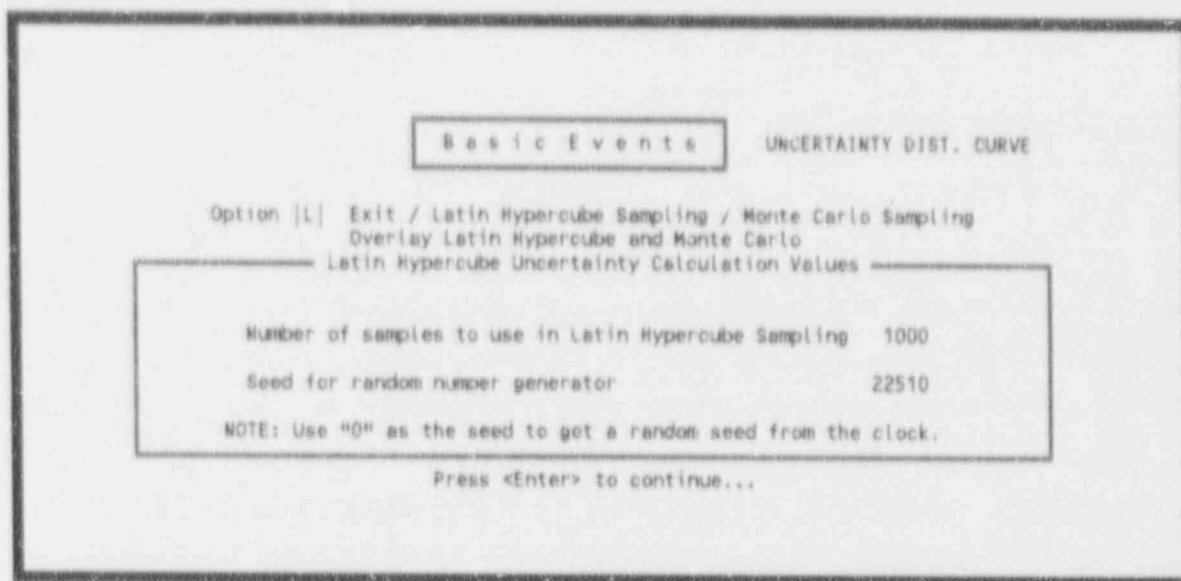 Basic Events UNCERTAINTY DIST. CURVE
Option |L| Exit / Latin Hypercube Sampling / Monte Carlo Sampling
Overlay Latin Hypercube and Monte Carlo
Latin Hypercube Uncertainty Calculation Values
Number of samples to use in Latin Hypercube Sampling 1000
Seed for random number generator 22510
NOTE: Use "0" as the seed to get a random seed from the clock.
Press <Enter> to continue...